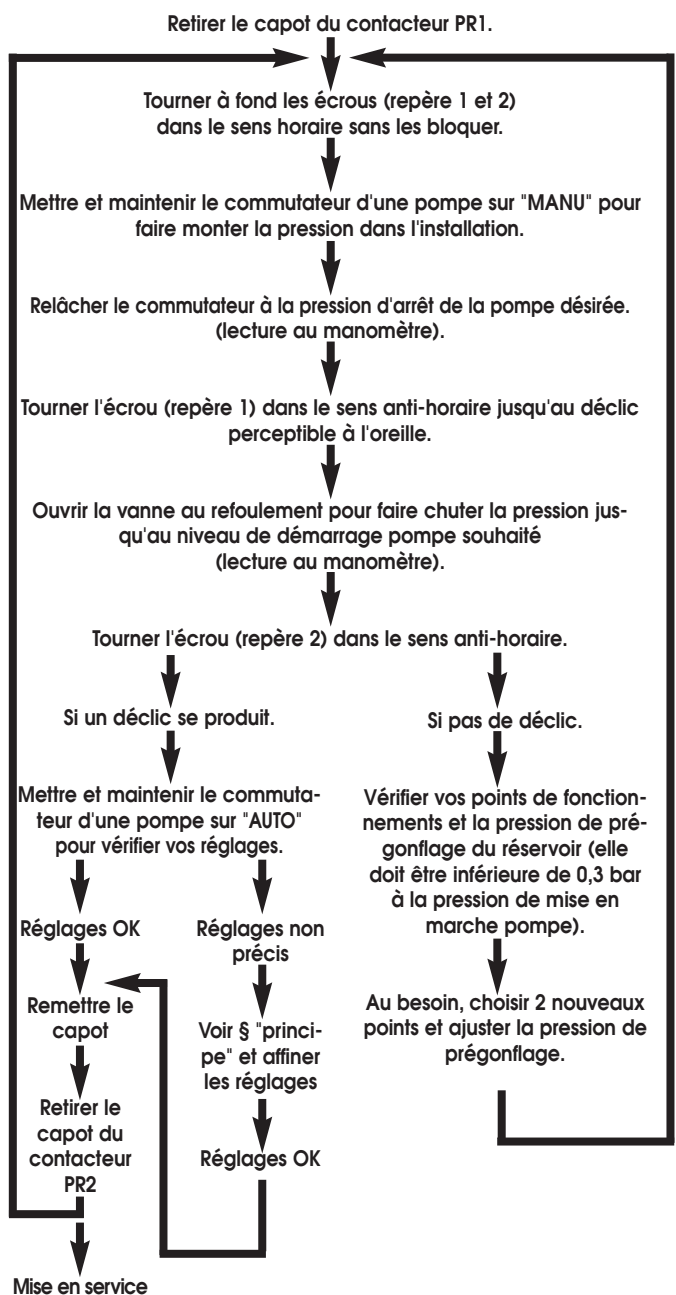 Retirer le capot du contacteur PR1.
Tourner à fond les écrous (repère 1 et 2)
dans le sens horaire sans les bloquer.
Mettre et maintenir le commutateur d'une pompe sur "MANU" pour
faire monter la pression dans l'installation.
Relâcher le commutateur à la pression d'arrêt de la pompe désirée.
(lecture au manomètre).
Tourner l'écrou (repère 1) dans le sens anti-horaire jusqu'au déclic
perceptible à l'oreille.
Ouvrir la vanne au refoulement pour faire chuter la pression jus-
qu'au niveau de démarrage pompe souhaité
(lecture au manomètre).
Tourner l'écrou (repère 2) dans le sens anti-horaire.
Si un déclic se produit.
Mettre et maintenir le commuta-
teur d'une pompe sur "AUTO"
pour vérifier vos réglages.
Réglages OK
Remettre le
capot
Retirer le
capot du
contacteur
PR2
Mise en service
Réglages non
précis
Voir § "princi-
pe" et affiner
les réglages
Réglages OK
Si pas de déclic.
Vérifier vos points de fonction-
nements et la pression de pré-
gonflage du réservoir (elle
doit être inférieure de 0,3 bar
à la pression de mise en
marche pompe).
Au besoin, choisir 2 nouveaux
points et ajuster la pression de
prégonflage.